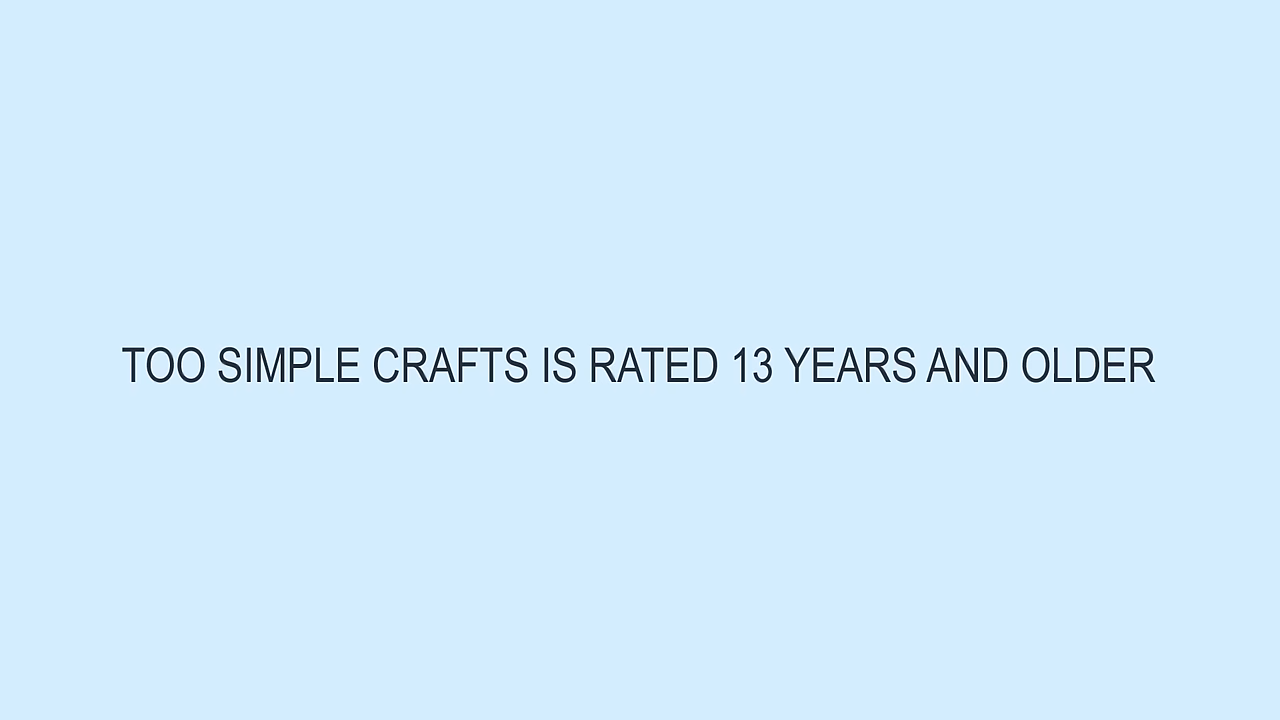 TOO SIMPLE CRAFTS IS RATED 13 YEARS AND OLDER